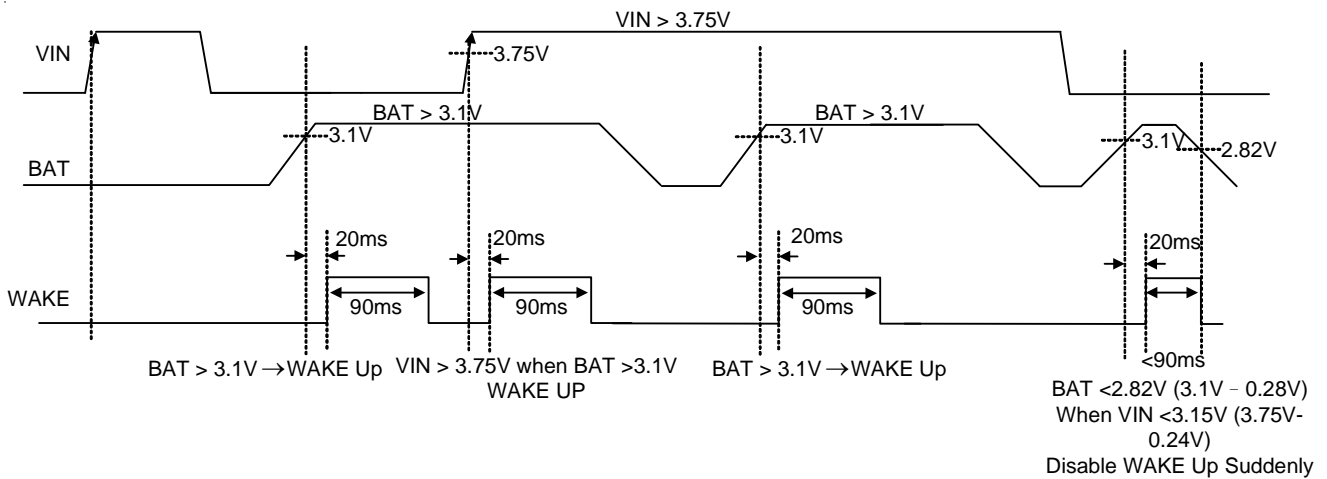 VIN > 3.75V
VIN
3.75V
BAT > 3.1V
BAT > 3.1V
3.1V
3.1V
3.1V
2.82V
BAT
20ms
20ms
20ms
20ms
WAKE
90ms
90ms
90ms
<90ms
BAT > 3.1V →WAKE Up
VIN > 3.75V when BAT >3.1V
WAKE UP
BAT > 3.1V →WAKE Up
BAT <2.82V (3.1V - 0.28V)
When VIN <3.15V (3.75V-
0.24V)
Disable WAKE Up Suddenly